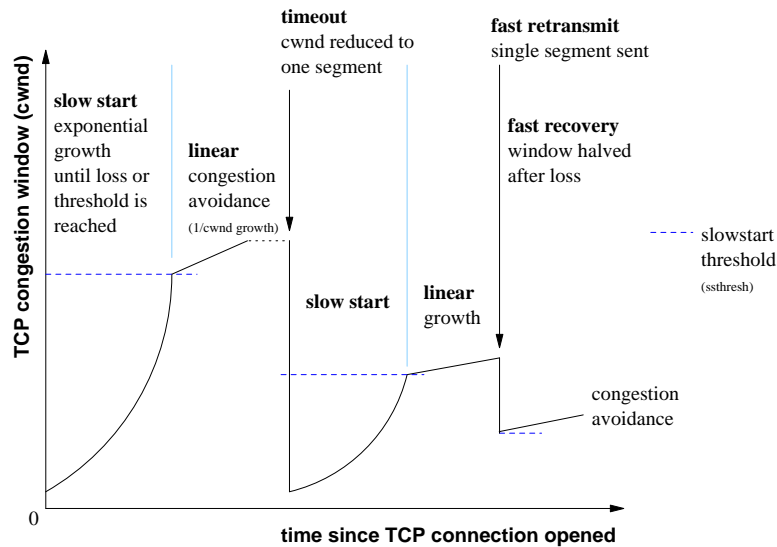 timeout
cwnd reduced to
one segment
fast retransmit
single segment sent
TCP congestion window (cwnd)
slow start
exponential
growth
until loss or
threshold is
reached
linear
congestion
avoidance
(1/cwnd growth)
fast recovery
window halved
after loss
slowstart
threshold
(ssthresh)
slow start
linear
growth
congestion
avoidance
0
time since TCP connection opened